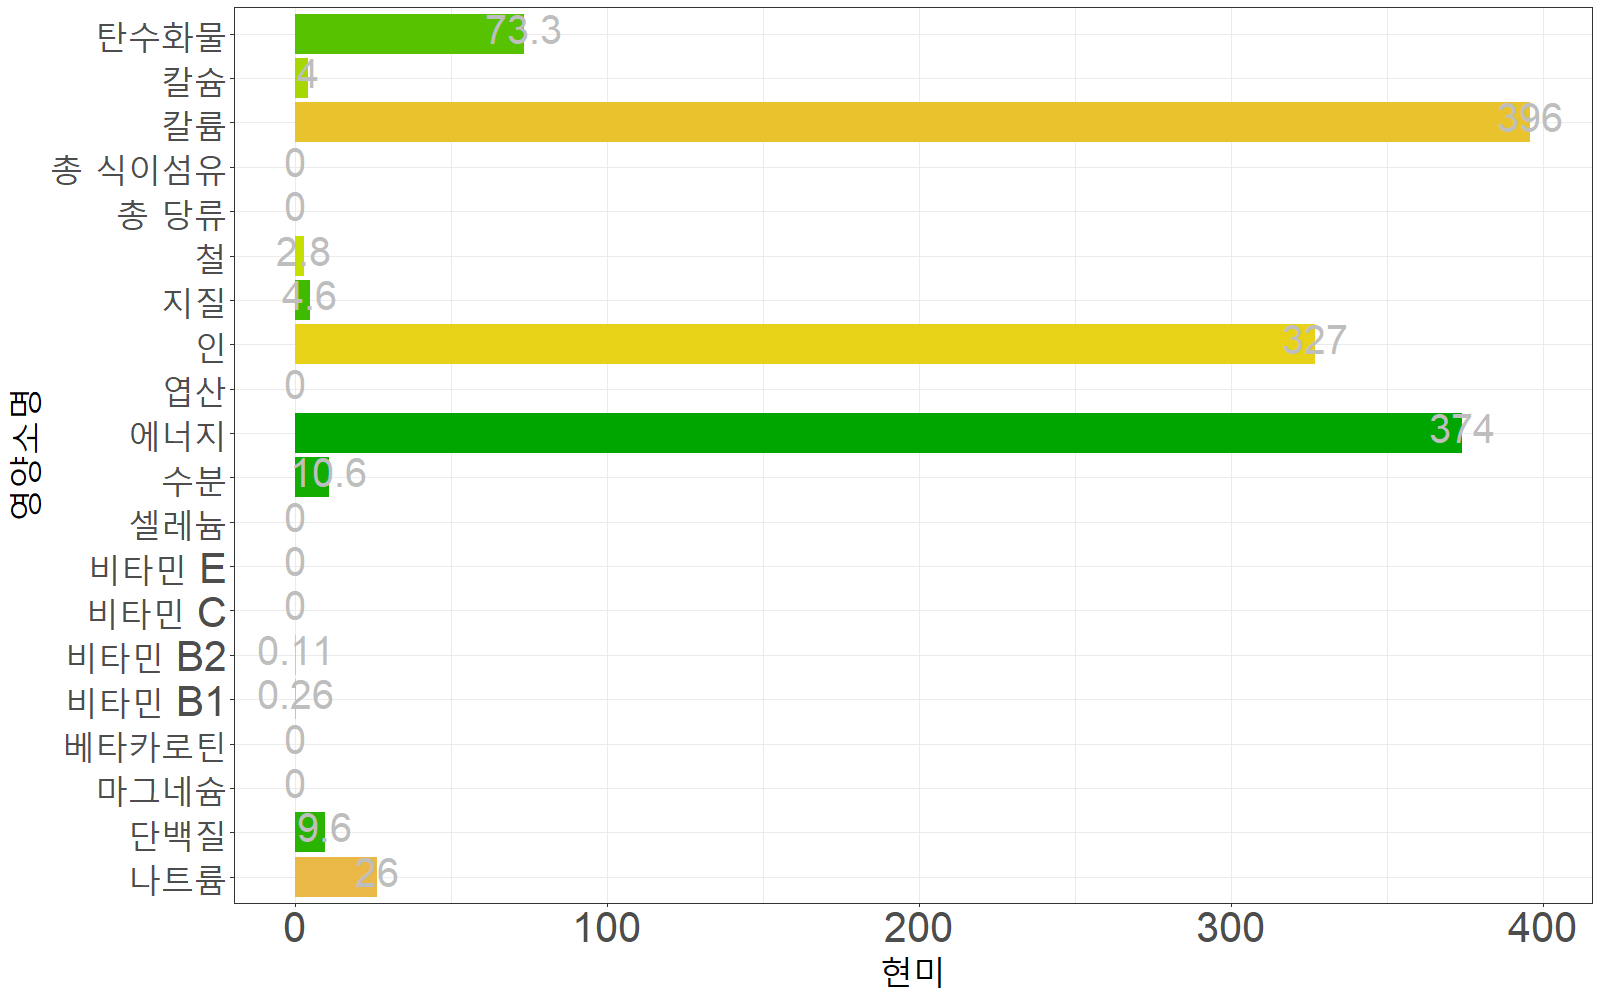 탄수화물 73.3
칼슘 4
칼륨 396
총 식이섬유 0
총 당류 0
철 2.8
지질 4.6
인 327
엽산 0
에너지 374
수분 10.6
셀레늄 0
비타민 E 0
비타민 C 0
비타민 B2 0.11
비타민 B1 0.26
베타카로틴 0
마그네슘 0
단백질 9.6
나트륨 26
영양소명
0 100 200 300 400
현미